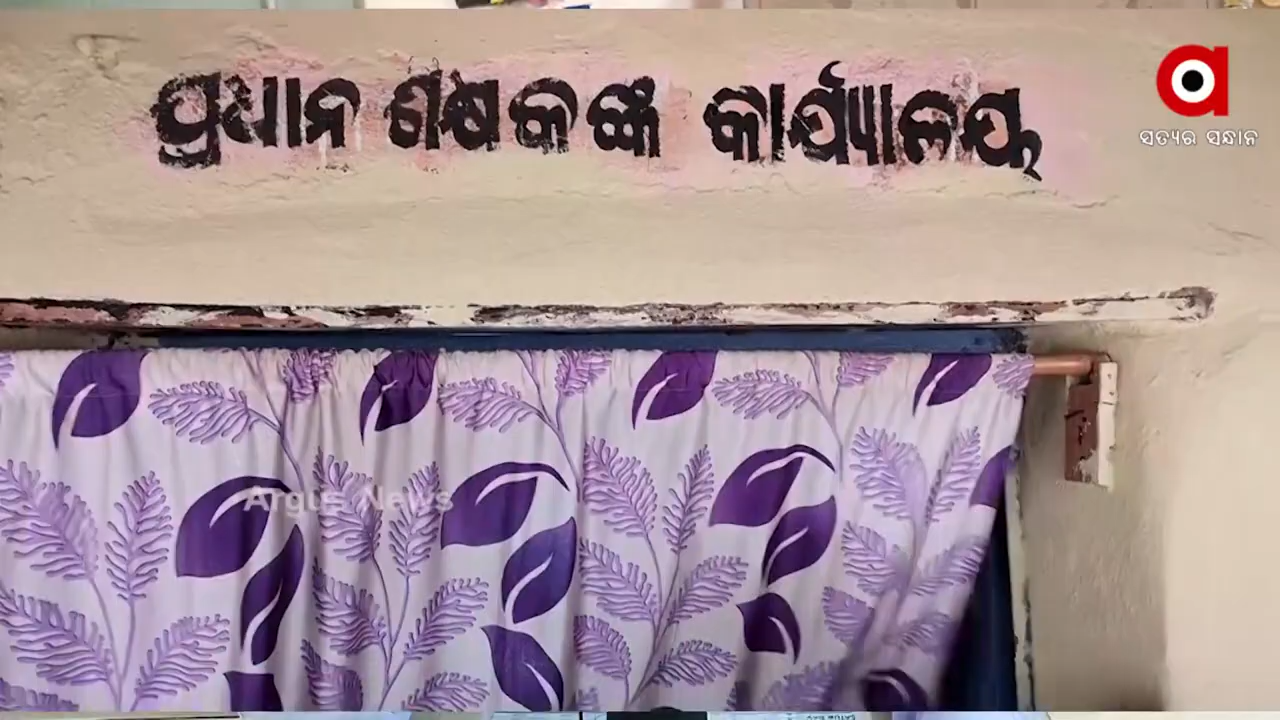 ପ୍ରଧାନ ଶିକ୍ଷକଙ୍କ କାର୍ଯ୍ୟାଳୟ
ସତ୍ୟର ସନ୍ଧାନ
Argus News